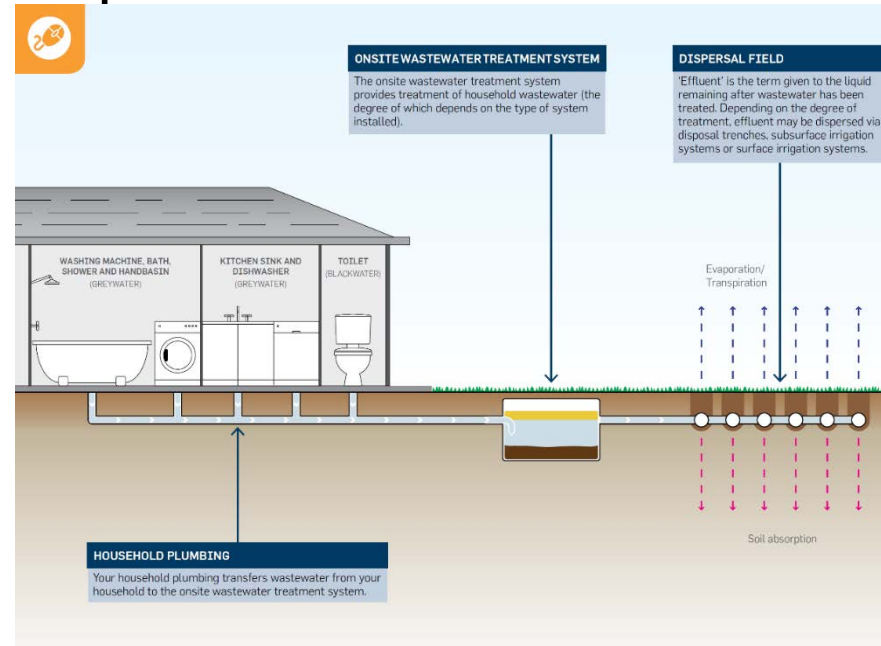 ONSITE WASTEWATER TREATMENT SYSTEM
The onsite wastewater treatment system
provides treatment of household wastewater (the
degree of which depends on the type of system
installed).
DISPERSAL FIELD
'Effluent' is the term given to the liquid
remaining after wastewater has been
treated. Depending on the degree of
treatment, effluent may be dispersed via
disposal trenches, subsurface irrigation
systems or surface irrigation systems.
WASHING MACHINE, BATH,
SHOWER AND HANDBASIN
(GREYWATER)
KITCHEN SINK AND
DISHWASHER
(GREYWATER)
TOILET
(BLACKWATER)
Evaporation/
Transpiration
Soil absorption
HOUSEHOLD PLUMBING
Your household plumbing transfers wastewater from your
household to the onsite wastewater treatment system.